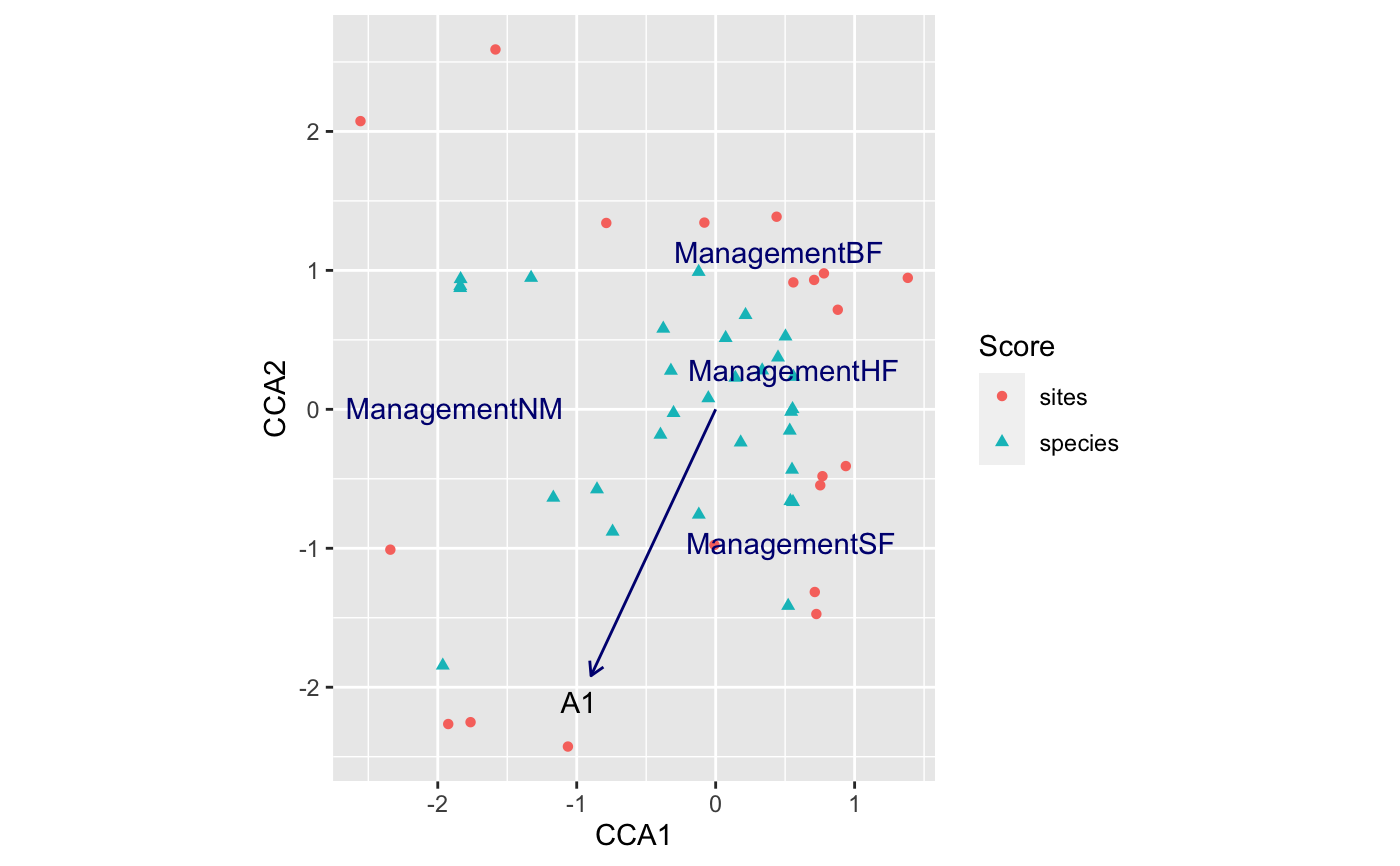 2
1
0
-1
-2
CCA2
ManagementBF
ManagementHF
ManagementNM
ManagementSF
A1
-2
-1
0
1
CCA1
Score
sites
species